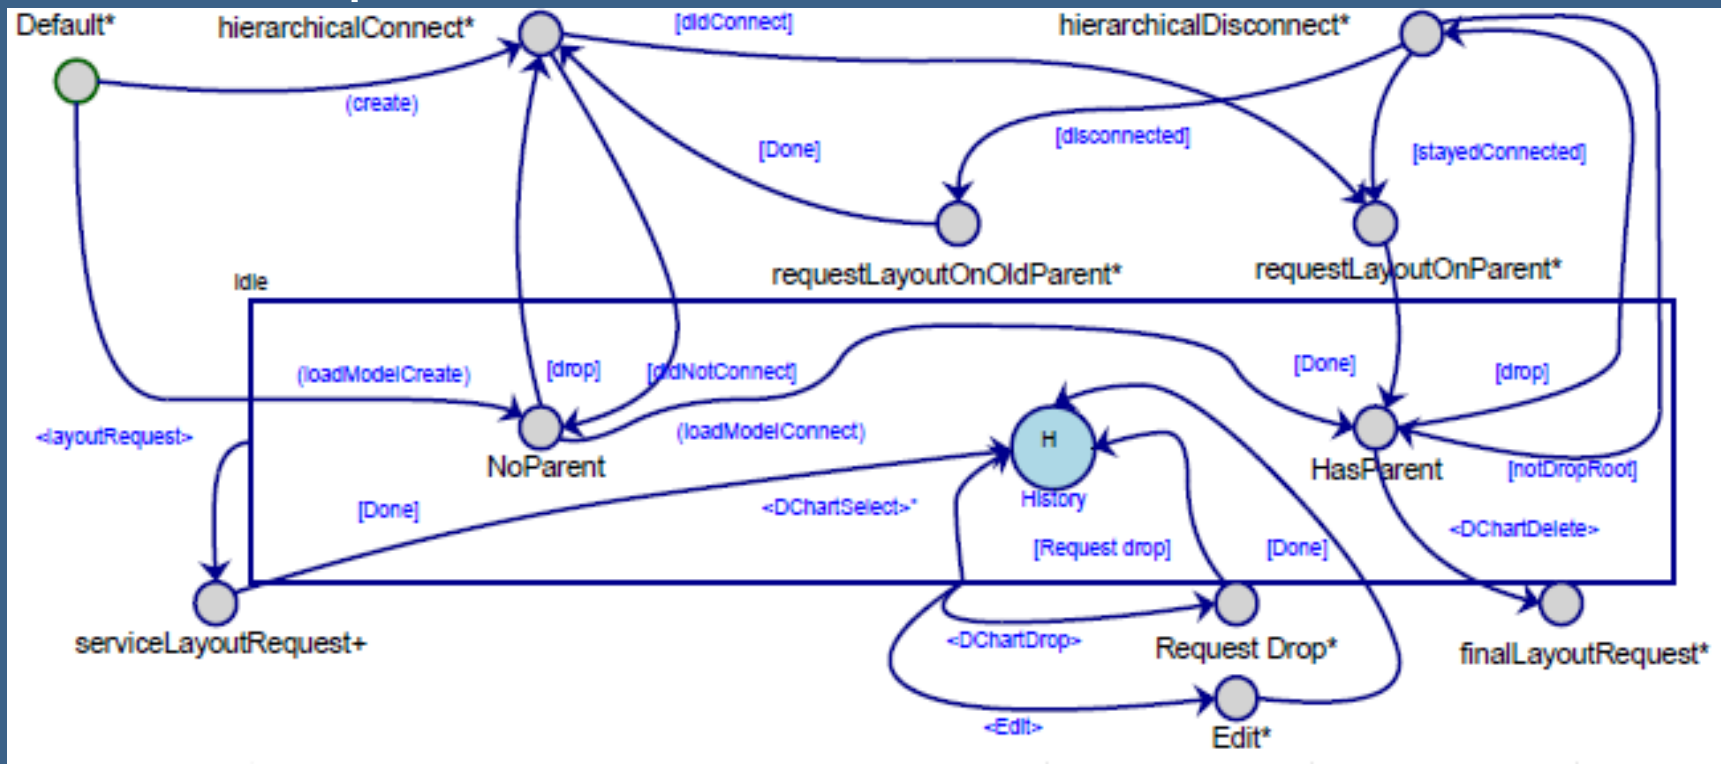 Default*
hierarchicalConnect*
[didConnect]
hierarchicalDisconnect*
(create)
[Done]
[disconnected]
[stayedConnected]
requestLayoutOnOldParent*
requestLayoutOnParent*
Idle
(loadModelCreate)
[drop]
[didNotConnect]
[Done]
[drop]
<layoutRequest>
(loadModelConnect)
H
NoParent
HasParent
[notDropRoot]
[Done]
<DChartSelect>*
History
<DChartDelete>
[Request drop]
[Done]
serviceLayoutRequest+
<DChartDrop>
Request Drop*
finalLayoutRequest*
<Edit>
Edit*